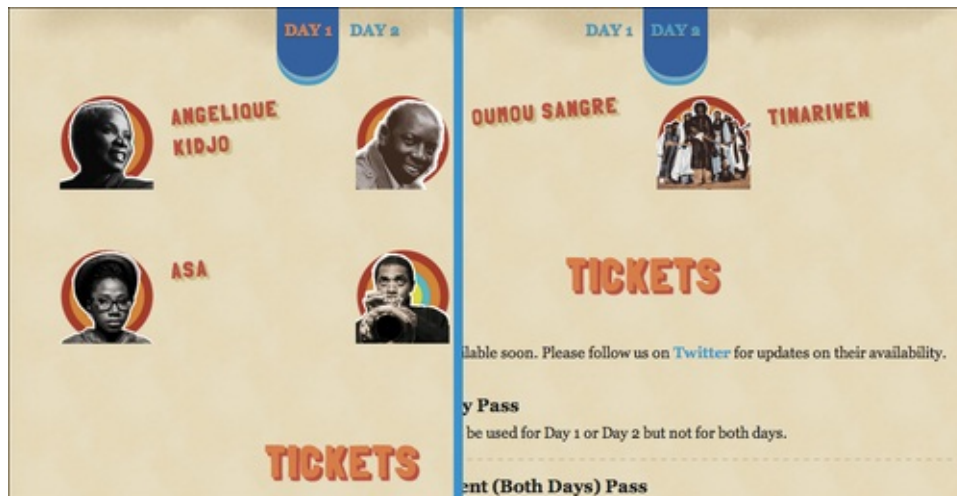 DAY 1 DAY 2
ANGELIQUE
KIDJO
ASA
TICKETS
DAY 1 DAY 2
OUMOU SANGRE
TINARIWEN
TICKETS
soon. Please follow us on Twitter for updates on their availability.
Pass
be used for Day 1 or Day 2 but not for both days.
(Both Days) Pass